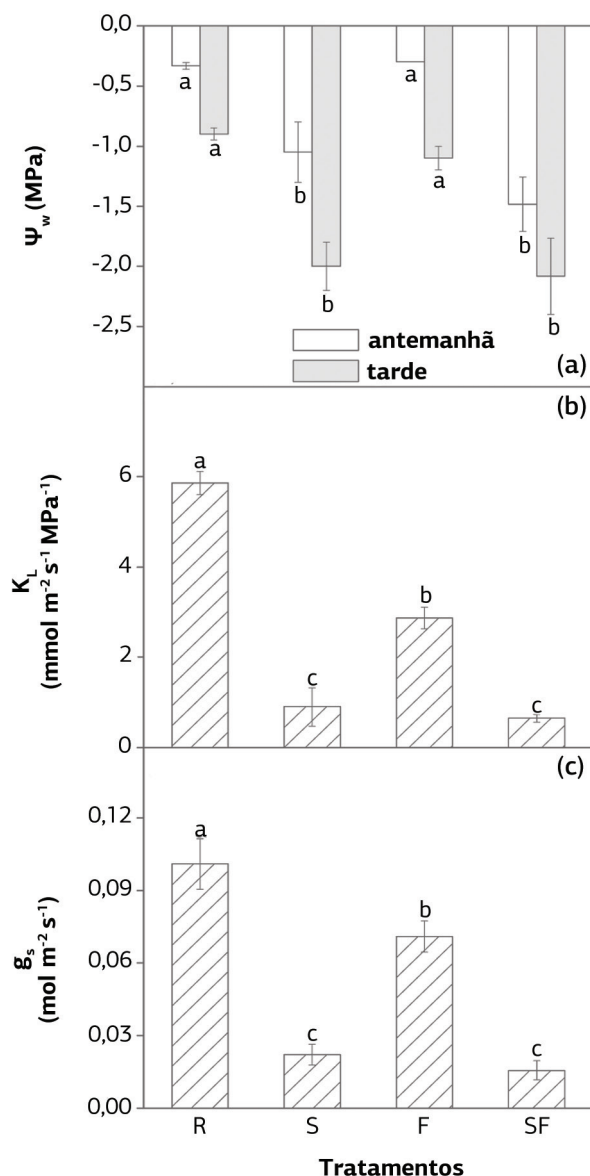 0,0
-0,5
-1,0
-1,5
-2,0
-2,5
Ψw (MPa)
a
a
b
b
a
a
b
b
antemanhã
tarde
(a)
(b)
6
4
2
0
KL
(mmol m-2 s-1 MPa-1)
a
c
b
c
(c)
0,12
0,09
0,06
0,03
0,00
gs
(mol m-2 s-1)
a
c
b
c
R S F SF
Tratamentos